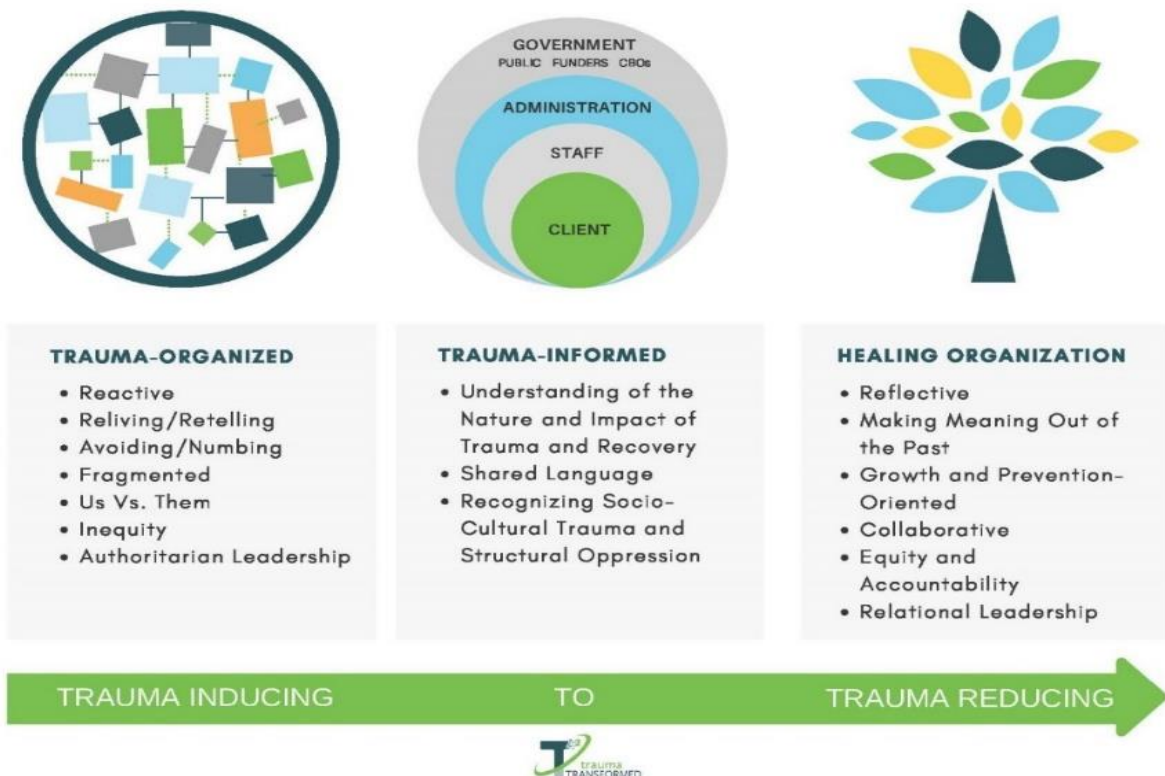 GOVERNMENT
PUBLIC FUNDERS CBOs
ADMINISTRATION
STAFF
CLIENT
TRAUMA-ORGANIZED
• Reactive
• Reliving/Retelling
• Avoiding/Numbing
• Fragmented
• Us Vs. Them
• Inequity
• Authoritarian Leadership
TRAUMA-INFORMED
• Understanding of the
Nature and Impact of
Trauma and Recovery
• Shared Language
• Recognizing Socio-
Cultural Trauma and
Structural Oppression
HEALING ORGANIZATION
• Reflective
• Making Meaning Out of
the Past
• Growth and Prevention-
Oriented
• Collaborative
• Equity and
Accountability
• Relational Leadership
TRAUMA INDUCING TO TRAUMA REDUCING
trauma
TRANSFORMED